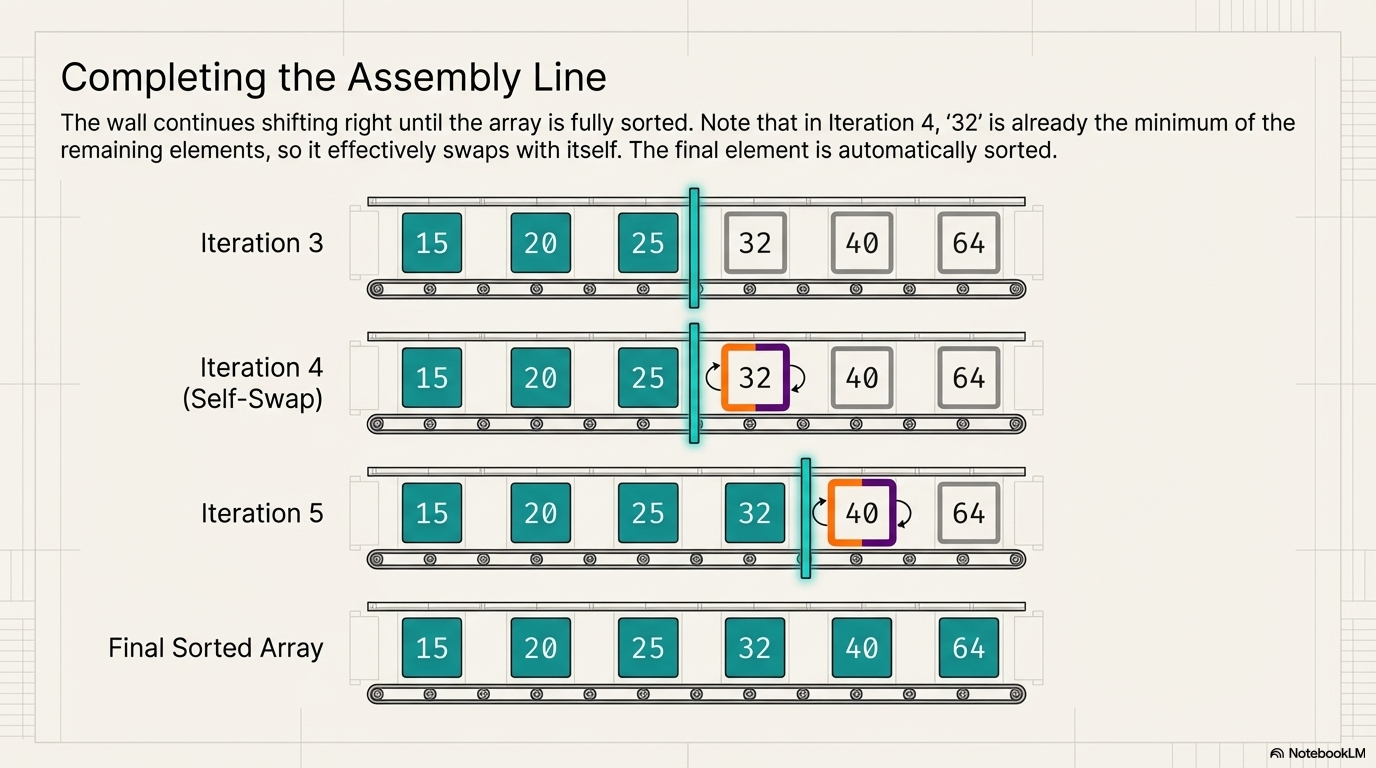 Completing the Assembly Line
The wall continues shifting right until the array is fully sorted. Note that in Iteration 4, ‘32’ is already the minimum of the
remaining elements, so it effectively swaps with itself. The final element is automatically sorted.
Iteration 3
15 20 25 32 40 64
Iteration 4
(Self-Swap)
15 20 25 32 40 64
Iteration 5
15 20 25 32 40 64
Final Sorted Array
15 20 25 32 40 64
NotebookLM